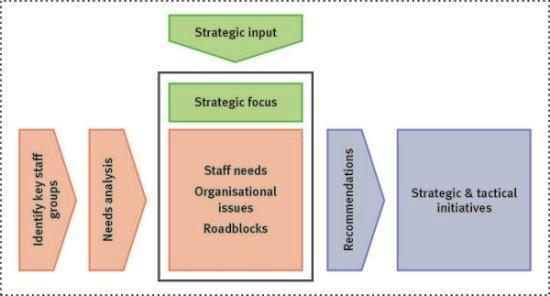 Strategic input
Strategic focus
Identify key staff
groups
Needs analysis
Staff needs
Organisational
issues
Roadblocks
Recommendations
Strategic & tactical
initiatives